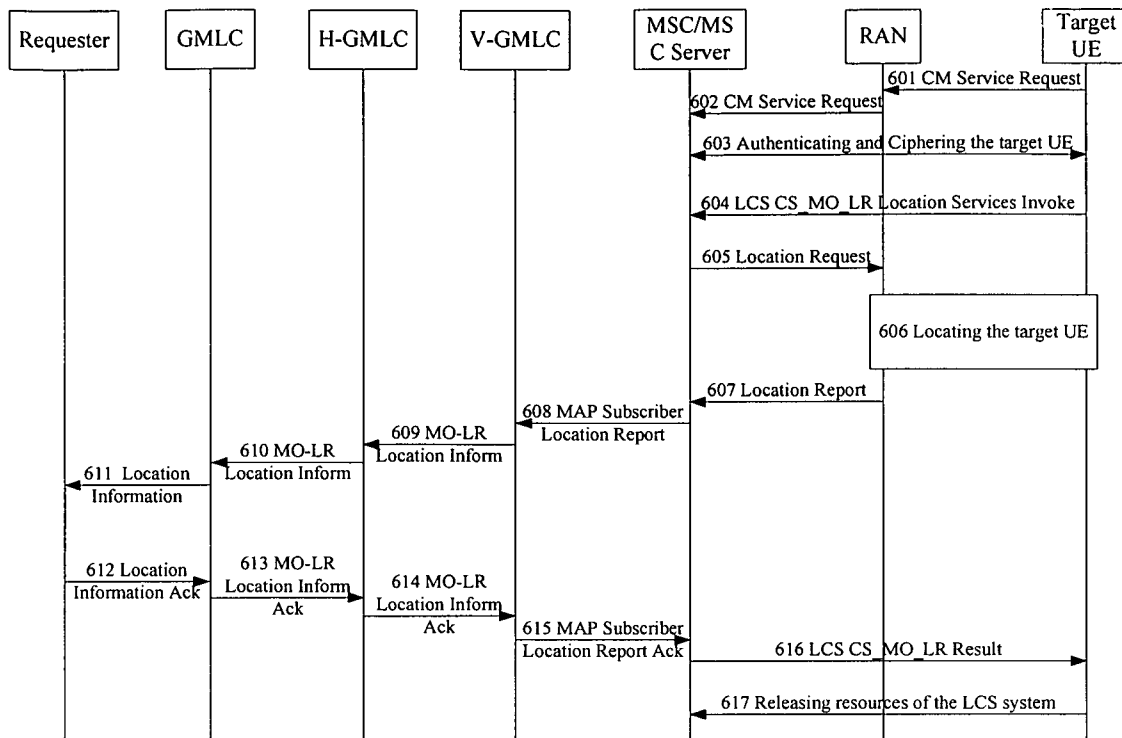 Requester
GMLC
H-GMLC
V-GMLC
MSC/MS
C Server
RAN
Target
UE
601 CM Service Request
602 CM Service Request
603 Authenticating and Ciphering the target UE
604 LCS CS_MO_LR Location Services Invoke
605 Location Request
606 Locating the target UE
607 Location Report
608 MAP Subscriber
Location Report
609 MO-LR
Location Inform
610 MO-LR
Location Inform
611 Location
Information
612 Location
Information Ack
613 MO-LR
Location Inform
Ack
614 MO-LR
Location Inform
Ack
615 MAP Subscriber
Location Report Ack
616 LCS CS_MO_LR Result
617 Releasing resources of the LCS system